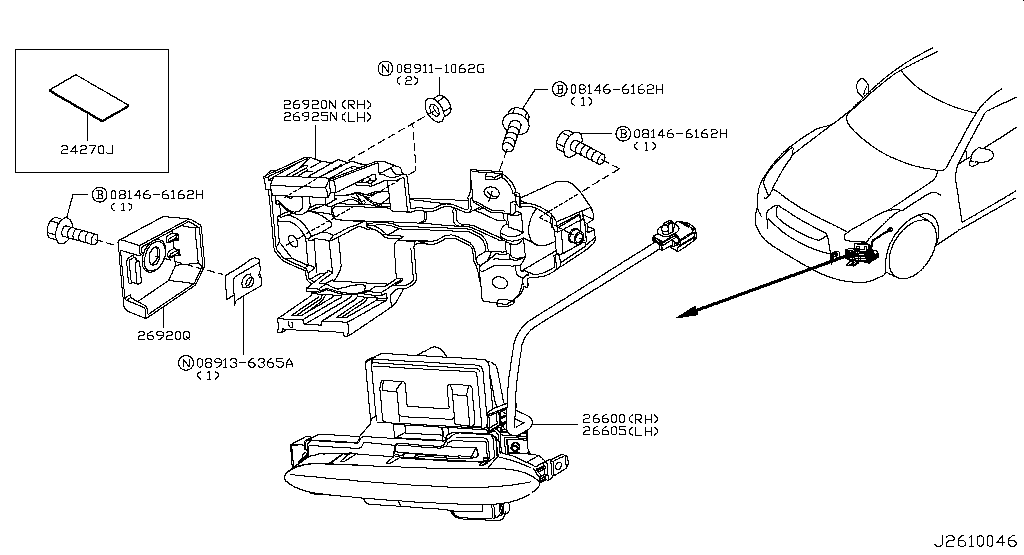 24270J
N 08911-1062G
(2)
26920N(RH)
26925N(LH)
B 08146-6162H
(1)
B 08146-6162H
(1)
B 08146-6162H
(1)
26920Q
N 08913-6365A
(1)
26600(RH)
26605(LH)
J2610046